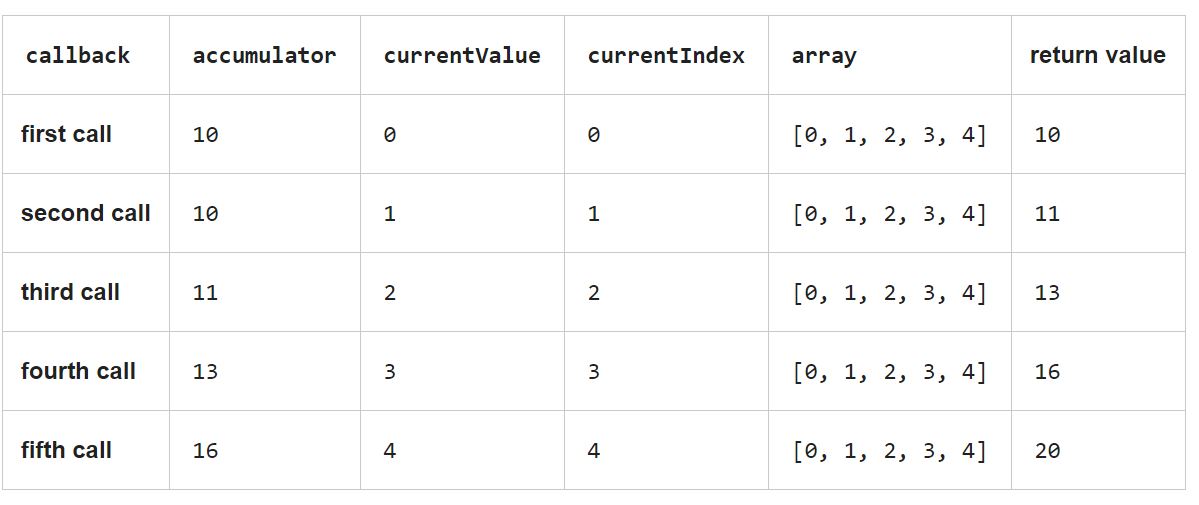 callback accumulator currentValue currentIndex array return value
first call 10 0 0 [0, 1, 2, 3, 4] 10
second call 10 1 1 [0, 1, 2, 3, 4] 11
third call 11 2 2 [0, 1, 2, 3, 4] 13
fourth call 13 3 3 [0, 1, 2, 3, 4] 16
fifth call 16 4 4 [0, 1, 2, 3, 4] 20